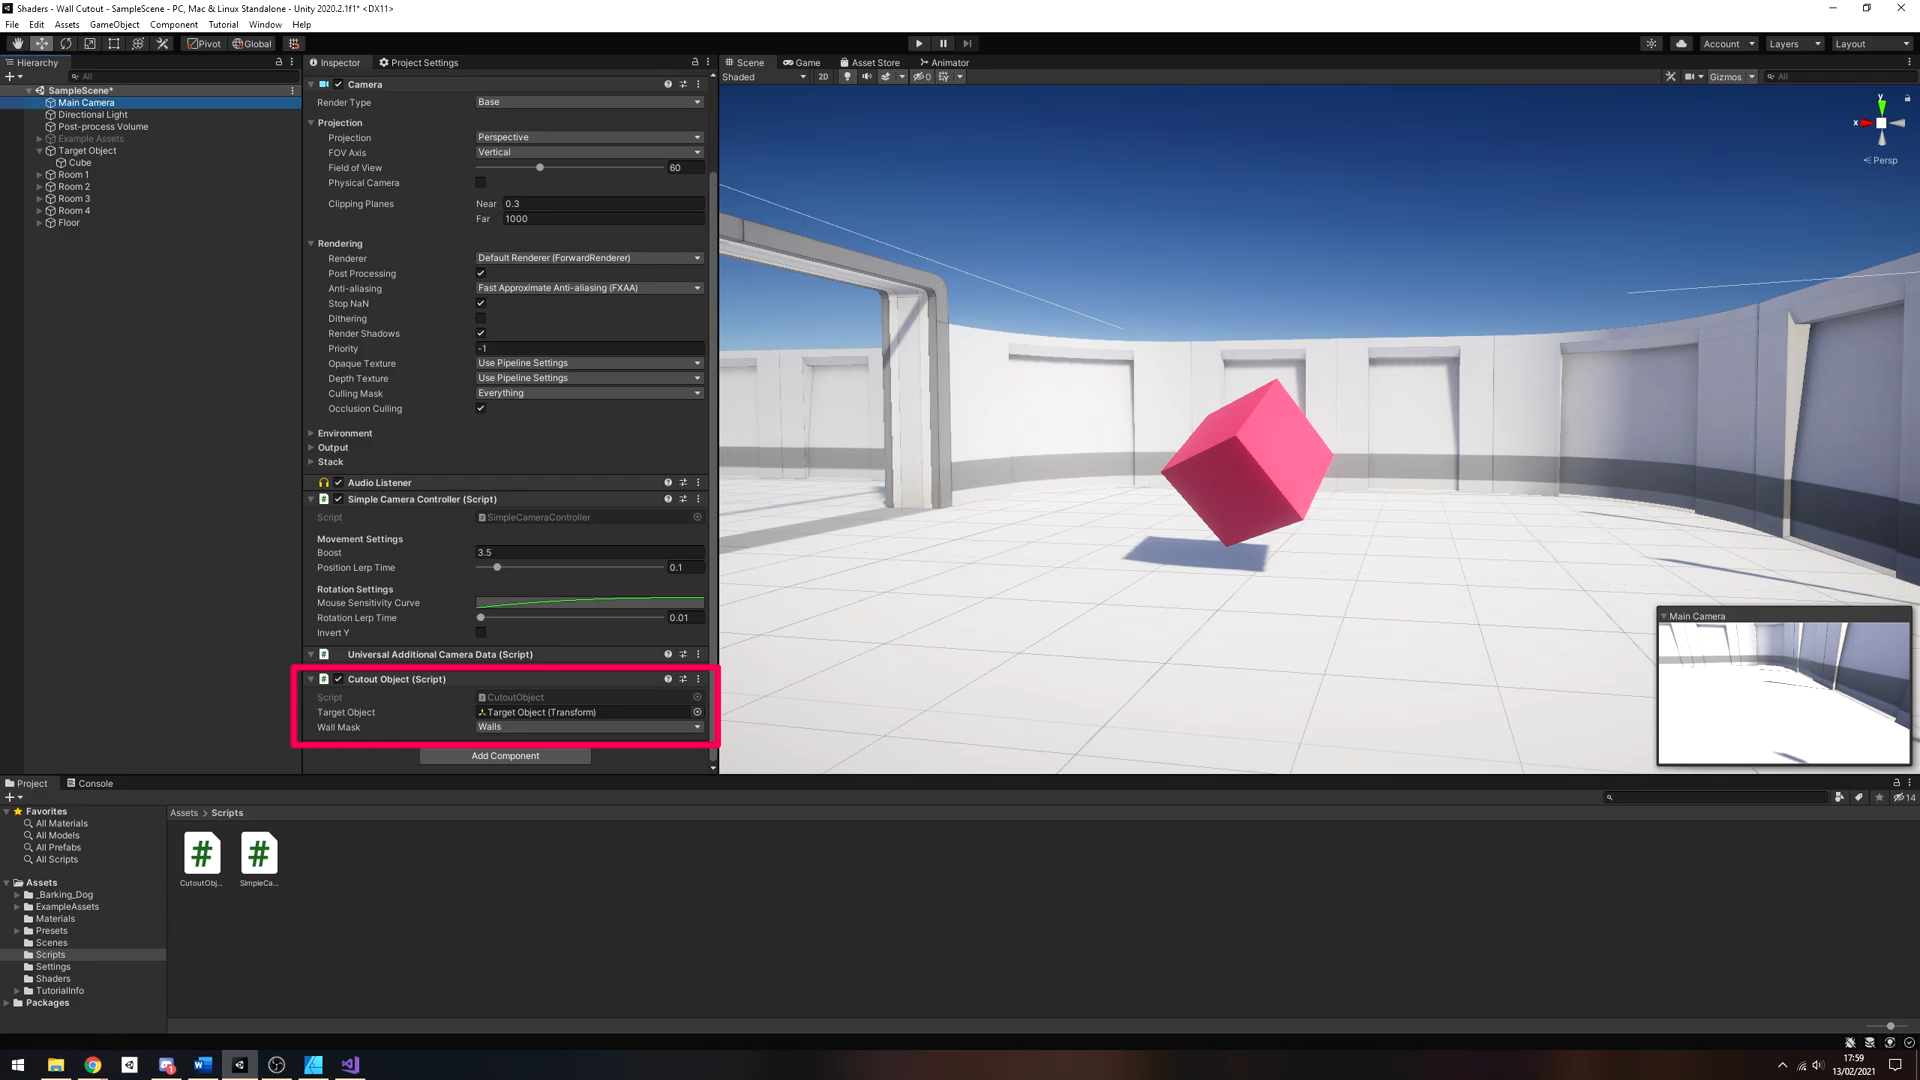 Shaders - Wall Cutout - SampleScene - PC, Mac & Linux Standalone - Unity 2020.2.1f1* <DX11>
File Edit Assets GameObject Component Tutorial Window Help
Pivot Global
Account Layers Layout
Hierarchy
All
SampleScene*
Main Camera
Directional Light
Post-process Volume
Example Assets
Target Object
Cube
Room 1
Room 2
Room 3
Room 4
Floor
Inspector Project Settings
Camera
Render Type Base
Projection
Projection Perspective
FOV Axis Vertical
Field of View 60
Physical Camera
Clipping Planes Near 0.3
Far 1000
Rendering
Renderer Default Renderer (ForwardRenderer)
Post Processing
Anti-aliasing Fast Approximate Anti-aliasing (FXAA)
Stop NaN
Dithering
Render Shadows
Priority -1
Opaque Texture Use Pipeline Settings
Depth Texture Use Pipeline Settings
Culling Mask Everything
Occlusion Culling
Environment
Output
Stack
Audio Listener
Simple Camera Controller (Script)
Script SimpleCameraController
Movement Settings
Boost 3.5
Position Lerp Time 0.1
Rotation Settings
Mouse Sensitivity Curve
Rotation Lerp Time 0.01
Invert Y
Universal Additional Camera Data (Script)
Cutout Object (Script)
Script CutoutObject
Target Object Target Object (Transform)
Wall Mask Walls
Add Component
Scene Game Asset Store Animator
Shaded 2D 0 Gizmos All
y
x
Persp
Main Camera
Project Console
14
Favorites
All Materials
All Models
All Prefabs
All Scripts
Assets
_Barking_Dog
ExampleAssets
Materials
Presets
Scenes
Scripts
Settings
Shaders
TutorialInfo
Packages
Assets > Scripts
CutoutObj...
SimpleCa...
1
17:59
13/02/2021